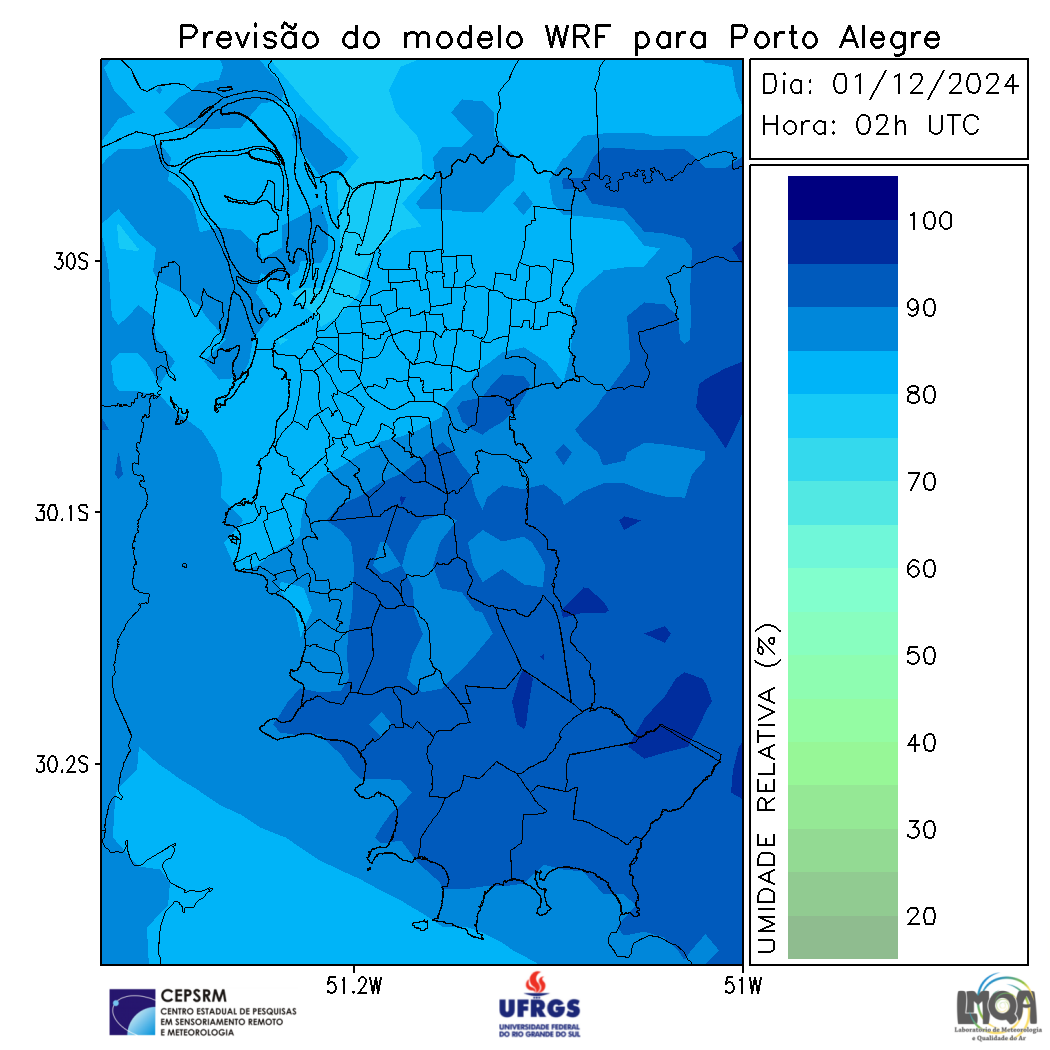 Previsão do modelo WRF para Porto Alegre
Dia: 01/12/2024
Hora: 02h UTC
30S
30.1S
30.2S
51.2W
51W
100
90
80
70
60
50
40
30
20
UMIDADE RELATIVA (%)
CEPSRM
CENTRO ESTADUAL DE PESQUISAS
EM SENSORIAMENTO REMOTO
E METEOROLOGIA
UFRGS
UNIVERSIDADE FEDERAL
DO RIO GRANDE DO SUL
LMQA
Laboratório de Meteorologia
e Qualidade do Ar